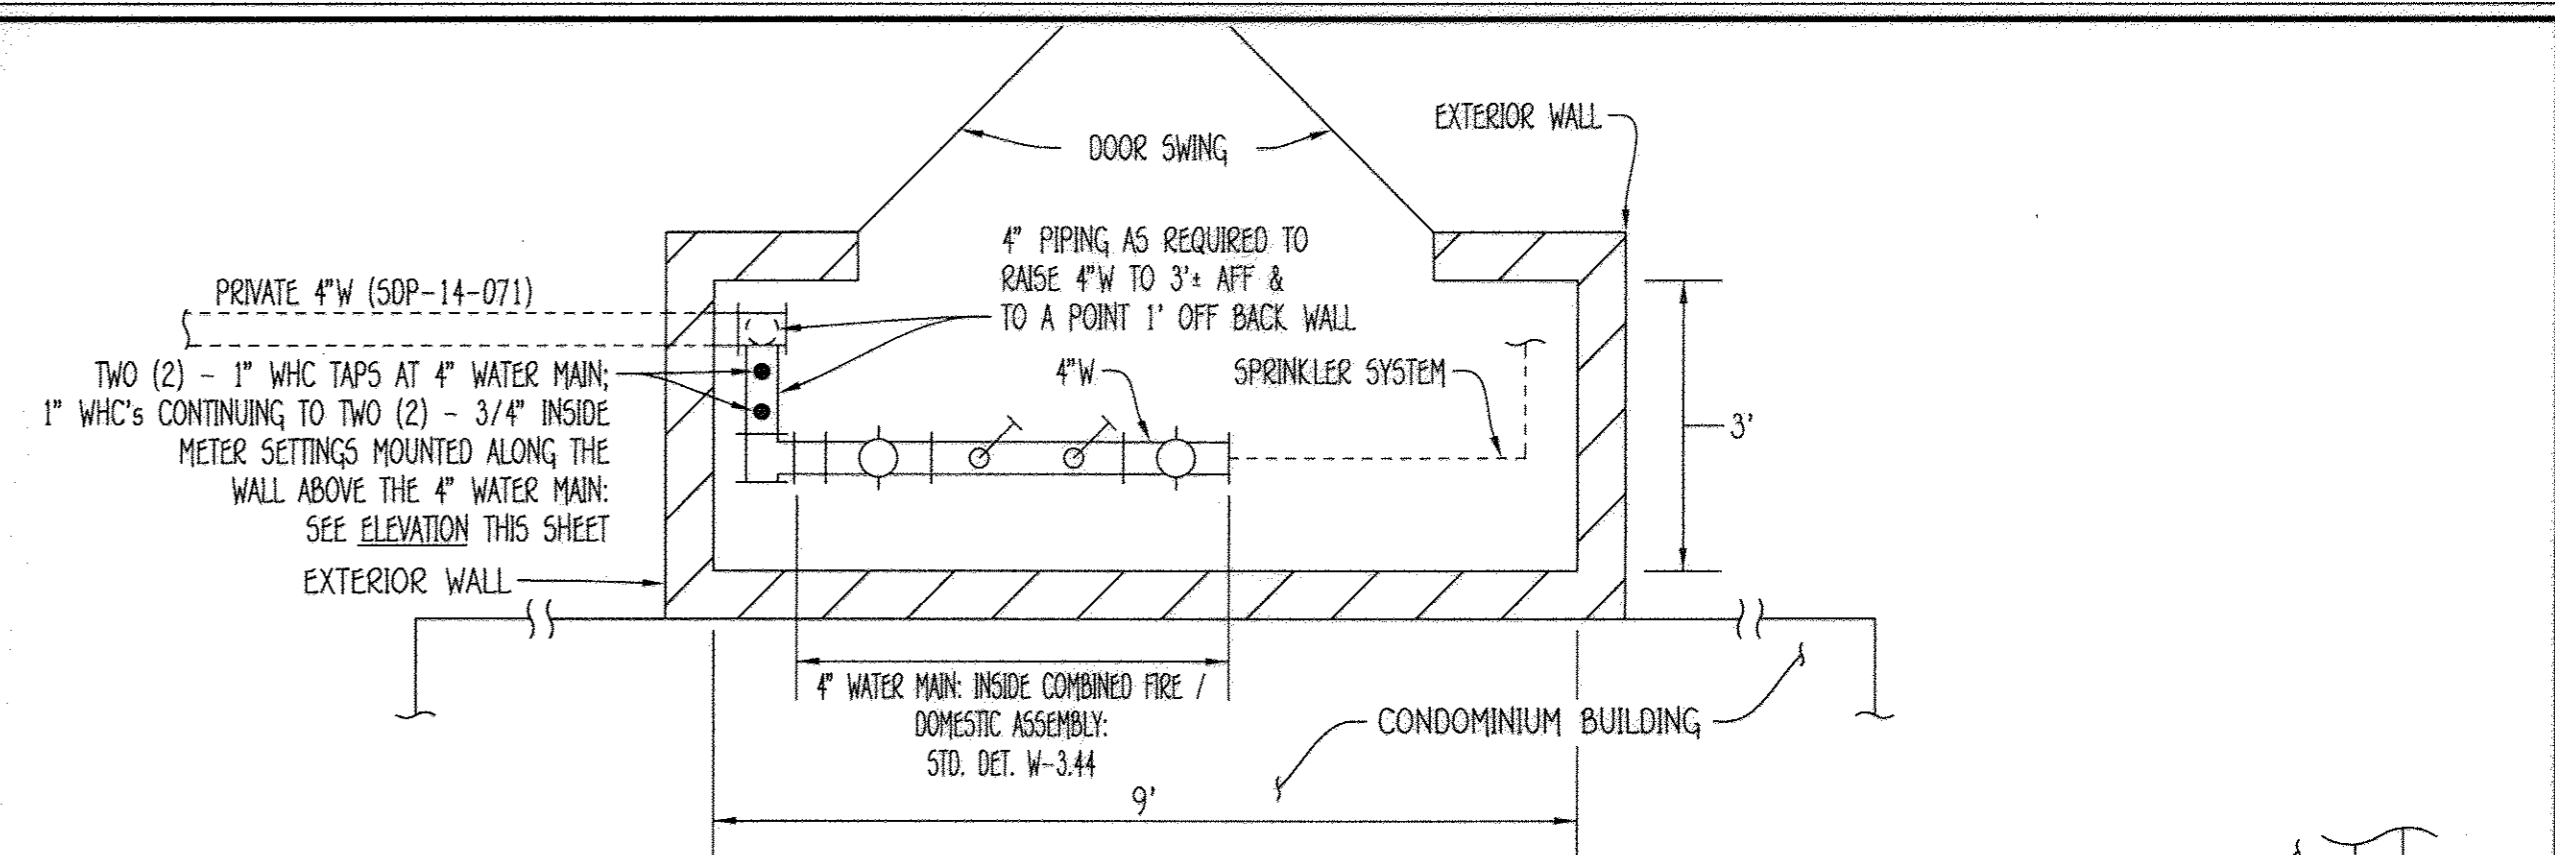 EXTERIOR WALL
DOOR SWING
4" PIPING AS REQUIRED TO
RAISE 4"W TO 3'± AFF &
TO A POINT 1' OFF BACK WALL
PRIVATE 4"W (SDP-14-071)
TWO (2) - 1" WHC TAPS AT 4" WATER MAIN;
1" WHC's CONTINUING TO TWO (2) - 3/4" INSIDE
METER SETTINGS MOUNTED ALONG THE
WALL ABOVE THE 4" WATER MAIN:
SEE ELEVATION THIS SHEET
4"W
SPRINKLER SYSTEM
3'
EXTERIOR WALL
4" WATER MAIN: INSIDE COMBINED FIRE /
DOMESTIC ASSEMBLY:
STD. DET. W-3.44
CONDOMINIUM BUILDING
9'